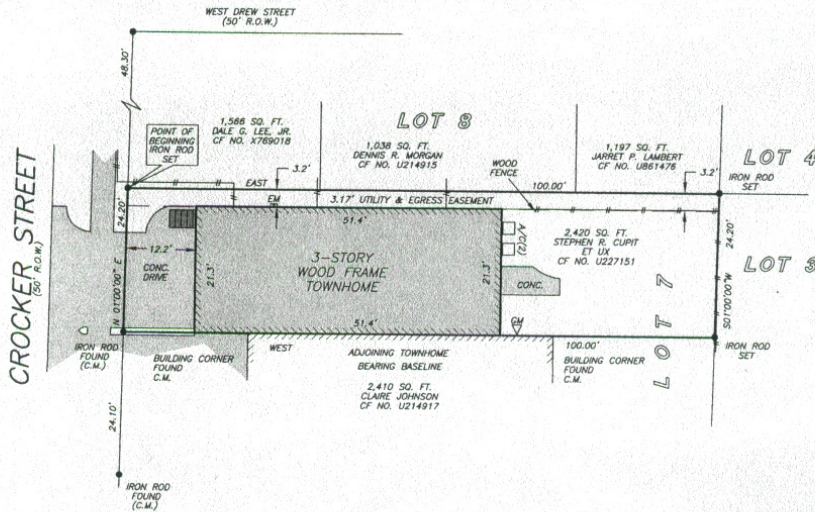 WEST DREW STREET
(50' R.O.W.)
48.30'
POINT OF
BEGINNING
IRON ROD
SET
1,566 SQ. FT.
DALE G. LEE, JR.
CF NO. X769018
LOT 8
1,038 SQ. FT.
DENNIS R. MORGAN
CF NO. U214915
1,197 SQ. FT.
JARRET P. LAMBERT
CF NO. U861476
LOT 4
IRON ROD
SET
3.2'
EAST
WOOD
FENCE
100.00'
3.2'
EM
3.17' UTILITY & EGRESS EASEMENT
CROCKER STREET
(50' R.O.W.)
24.20'
N 01°00'00" E
12.2'
CONC.
DRIVE
51.4'
21.3'
3-STORY
WOOD FRAME
TOWNHOME
21.3'
51.4'
A/C(2)
CONC.
2,420 SQ. FT.
STEPHEN R. CUPIT
ET UX
CF NO. U227151
LOT 7
24.20'
S01°00'00"W
LOT 3
GM
IRON ROD
FOUND
(C.M.)
BUILDING CORNER
FOUND
C.M.
WEST
ADJOINING TOWNHOME
BEARING BASELINE
2,410 SQ. FT.
CLAIRE JOHNSON
CF NO. U214917
100.00'
BUILDING CORNER
FOUND
C.M.
IRON ROD
SET
24.10'
IRON ROD
FOUND
(C.M.)